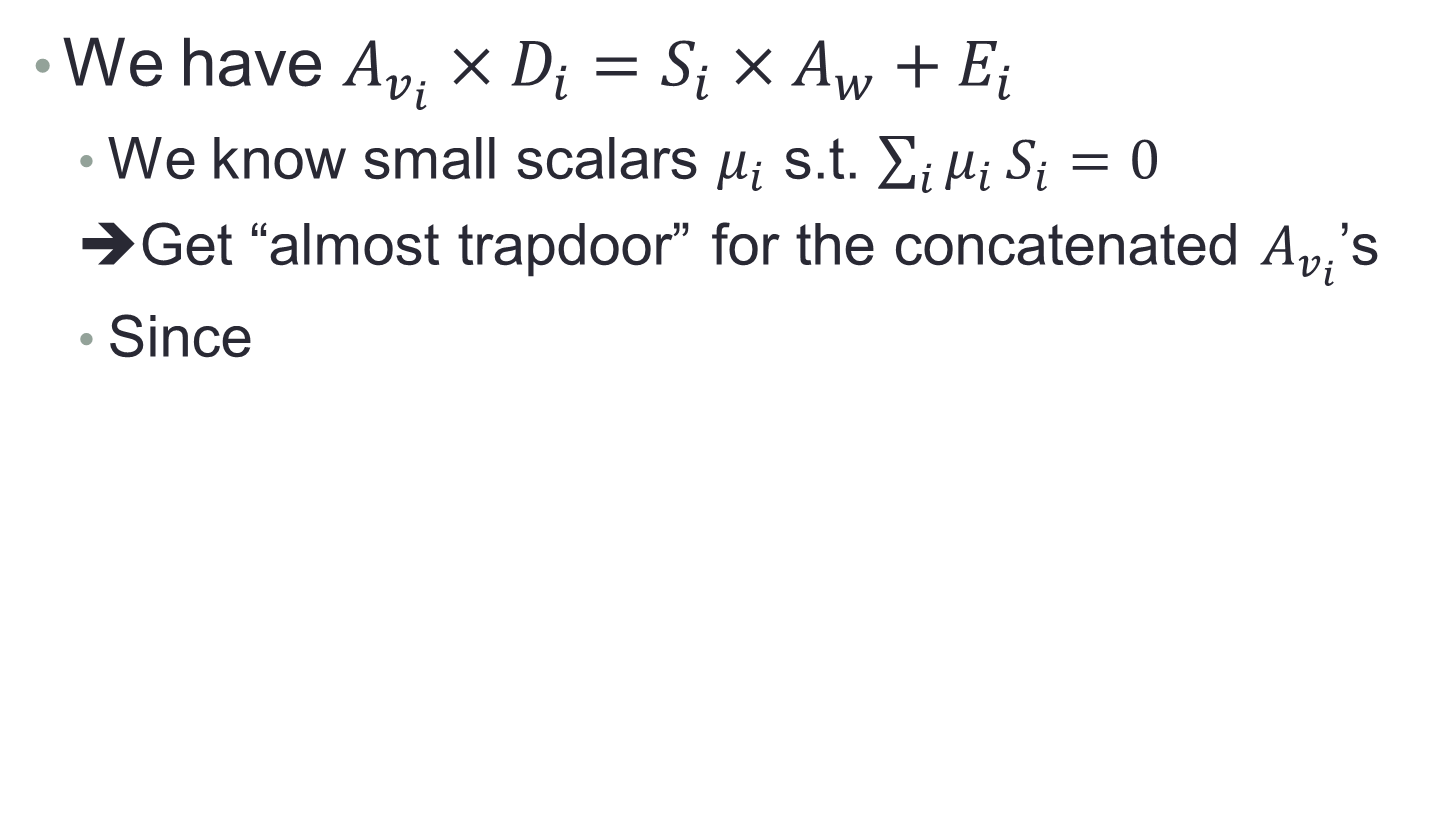 • We have 𝐴_{𝑣_𝑖} × 𝐷_𝑖 = 𝑆_𝑖 × 𝐴_𝑤 + 𝐸_𝑖
• We know small scalars 𝜇_𝑖 s.t. ∑_𝑖 𝜇_𝑖 𝑆_𝑖 = 0
➔Get “almost trapdoor” for the concatenated 𝐴_{𝑣_𝑖}’s
• Since